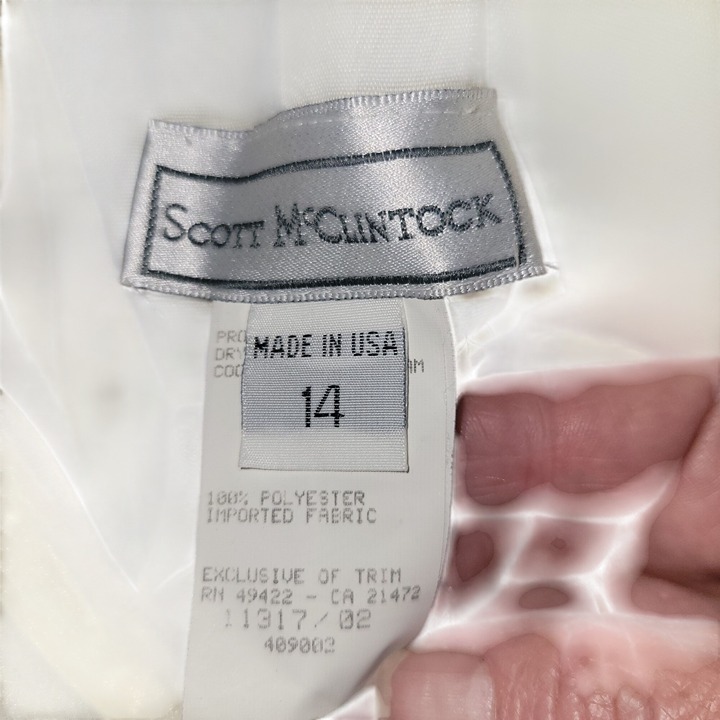 SCOTT McCLINTOCK
MADE IN USA
14
100% POLYESTER
IMPORTED FABRIC
EXCLUSIVE OF TRIM
RN 49422 - CA 21472
11317/02
409002